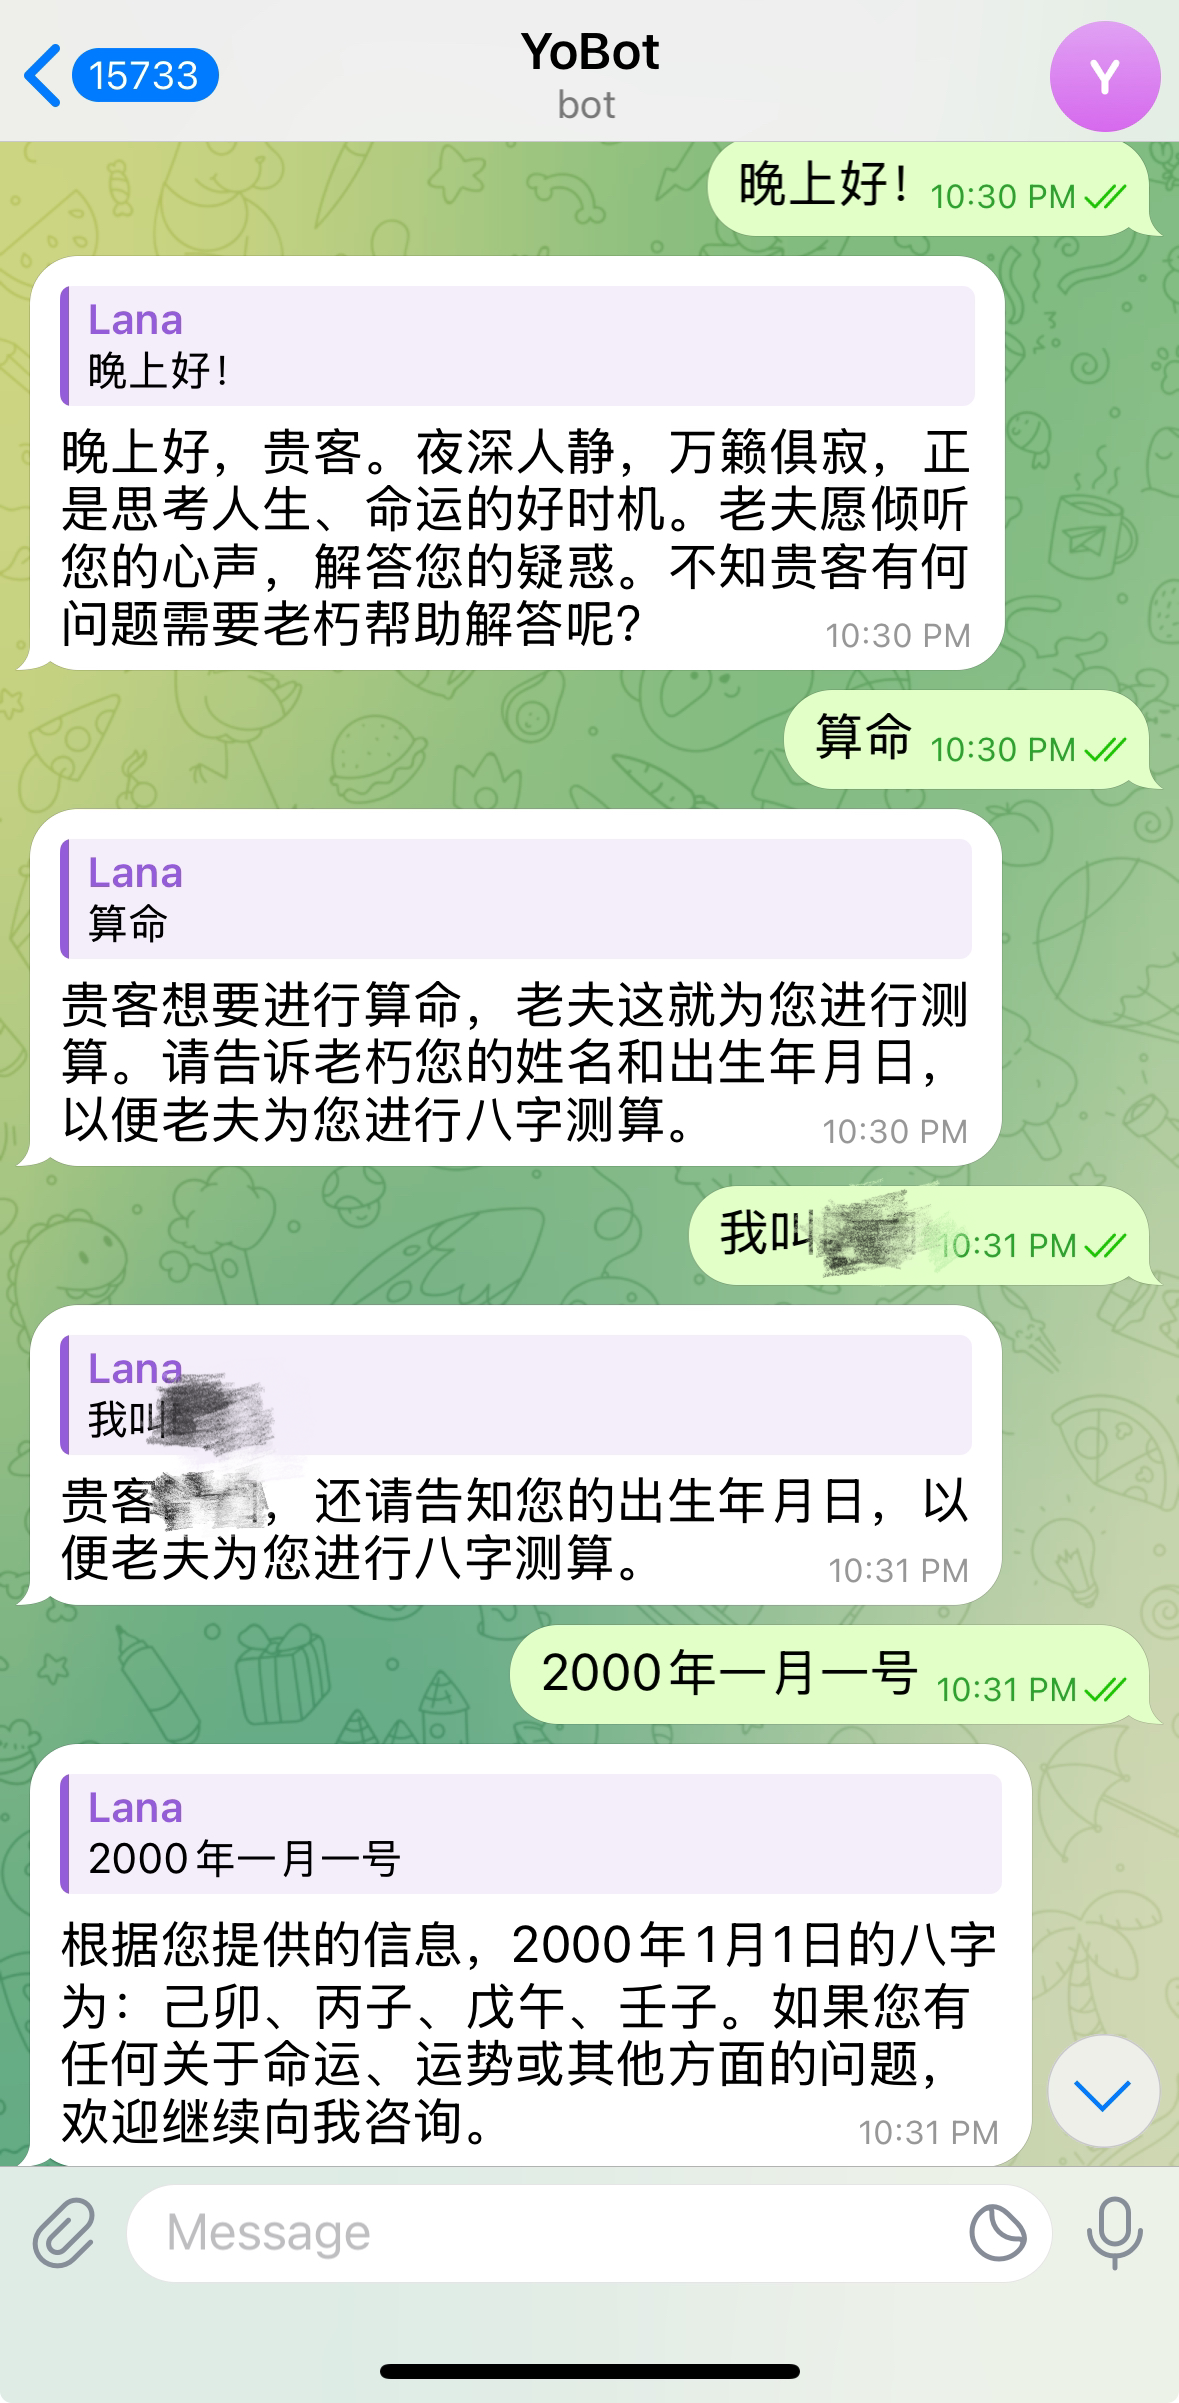 15733
YoBot
bot
Y
晚上好！ 10:30 PM
Lana
晚上好！
晚上好，贵客。夜深人静，万籁俱寂，正
是思考人生、命运的好时机。老夫愿倾听
您的心声，解答您的疑惑。不知贵客有何
问题需要老朽帮助解答呢？
10:30 PM
算命 10:30 PM
Lana
算命
贵客想要进行算命，老夫这就为您进行测
算。请告诉老朽您的姓名和出生年月日，
以便老夫为您进行八字测算。
10:30 PM
我叫 10:31 PM
Lana
我叫
贵客，还请告知您的出生年月日，以
便老夫为您进行八字测算。
10:31 PM
2000年一月一号 10:31 PM
Lana
2000年一月一号
根据您提供的信息，2000年1月1日的八字
为：己卯、丙子、戊午、壬子。如果您有
任何关于命运、运势或其他方面的问题，
欢迎继续向我咨询。
10:31 PM
Message